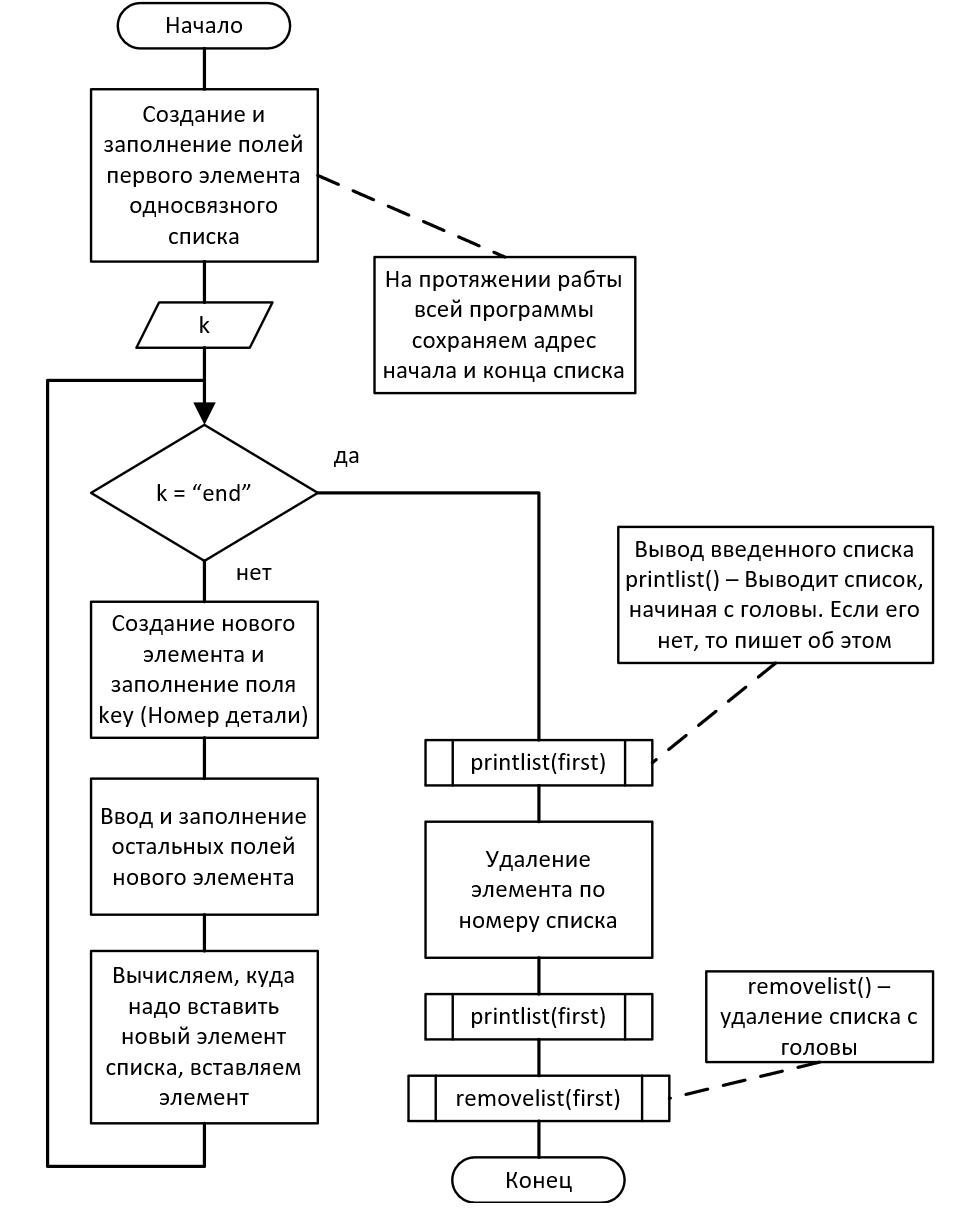 Начало
Создание и
заполнение полей
первого элемента
односвязного
списка
На протяжении рабты
всей программы
сохраняем адрес
начала и конца списка
k
k = “end”
да
нет
Создание нового
элемента и
заполнение поля
key (Номер детали)
Ввод и заполнение
остальных полей
нового элемента
Вычисляем, куда
надо вставить
новый элемент
списка, вставляем
элемент
Вывод введенного списка
printlist() – Выводит список,
начиная с головы. Если его
нет, то пишет об этом
printlist(first)
Удаление
элемента по
номеру списка
printlist(first)
removelist() –
удаление списка с
головы
removelist(first)
Конец